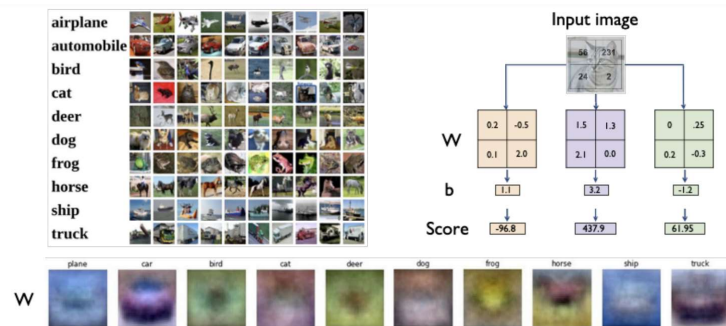 airplane
automobile
bird
cat
deer
dog
frog
horse
ship
truck
Input image
56 231
24 2
W
0.2 -0.5
0.1 2.0
1.5 1.3
2.1 0.0
0 .25
0.2 -0.3
b
1.1 3.2 -1.2
Score
-96.8 437.9 61.95
plane car bird cat deer dog frog horse ship truck
W